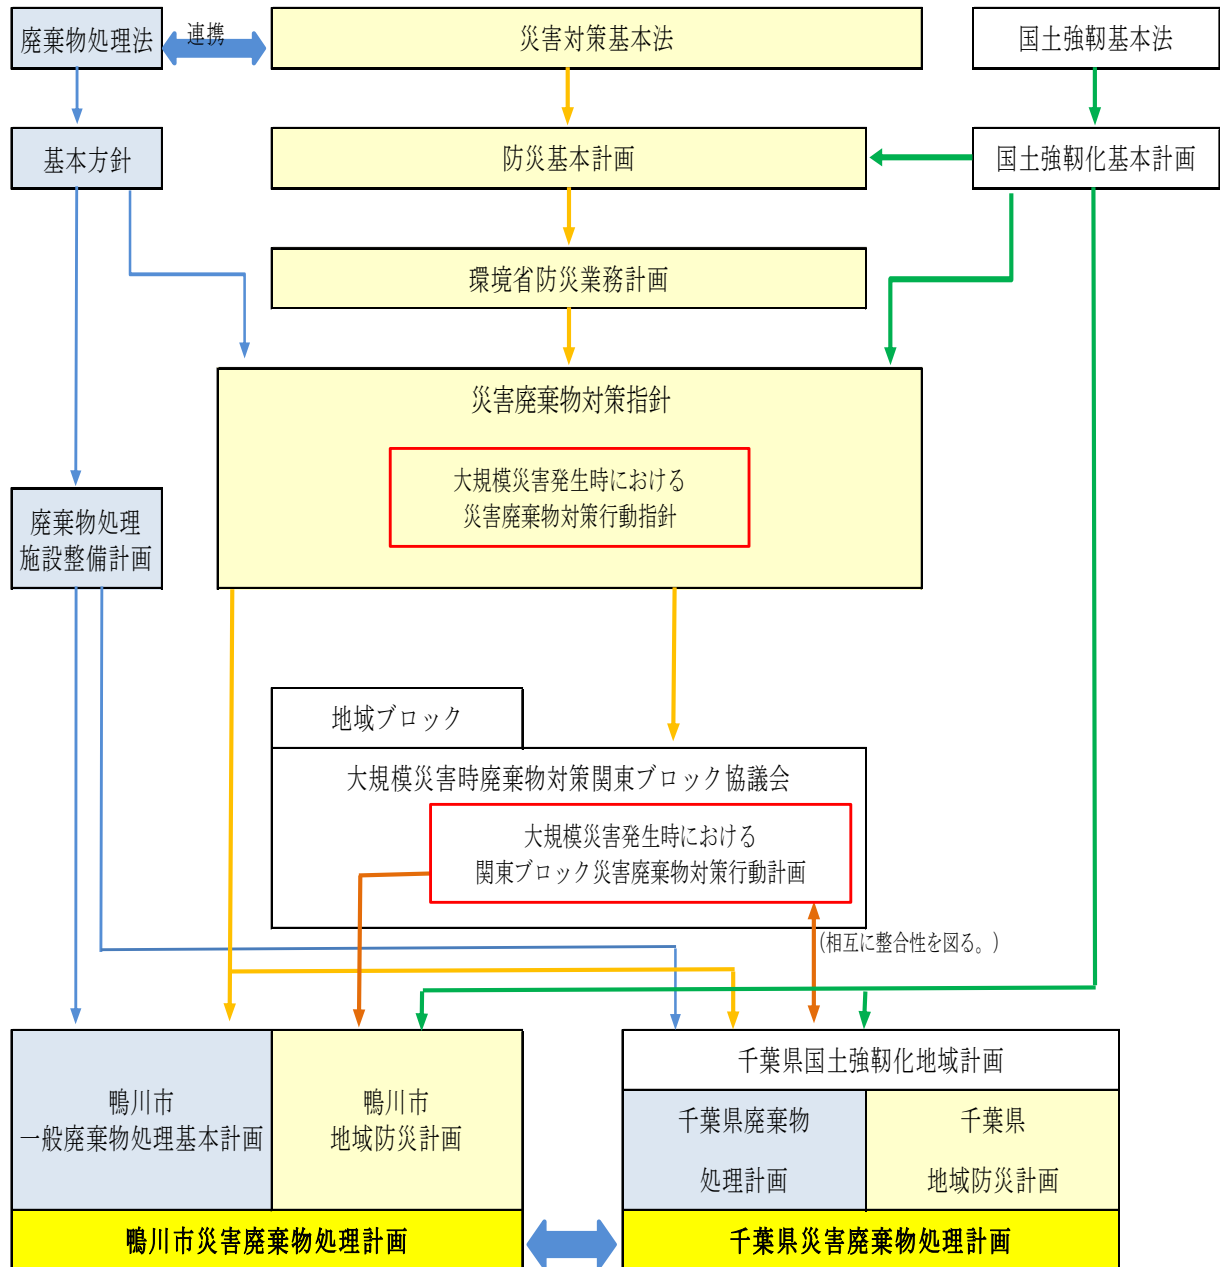 廃棄物処理法
連携
災害対策基本法
国土強靭基本法
基本方針
防災基本計画
国土強靭化基本計画
環境省防災業務計画
災害廃棄物対策指針
大規模災害発生時における
災害廃棄物対策行動指針
廃棄物処理
施設整備計画
地域ブロック
大規模災害時廃棄物対策関東ブロック協議会
大規模災害発生時における
関東ブロック災害廃棄物対策行動計画
(相互に整合性を図る。)
鴨川市
一般廃棄物処理基本計画
鴨川市
地域防災計画
千葉県国土強靭化地域計画
千葉県廃棄物
処理計画
千葉県
地域防災計画
鴨川市災害廃棄物処理計画
千葉県災害廃棄物処理計画